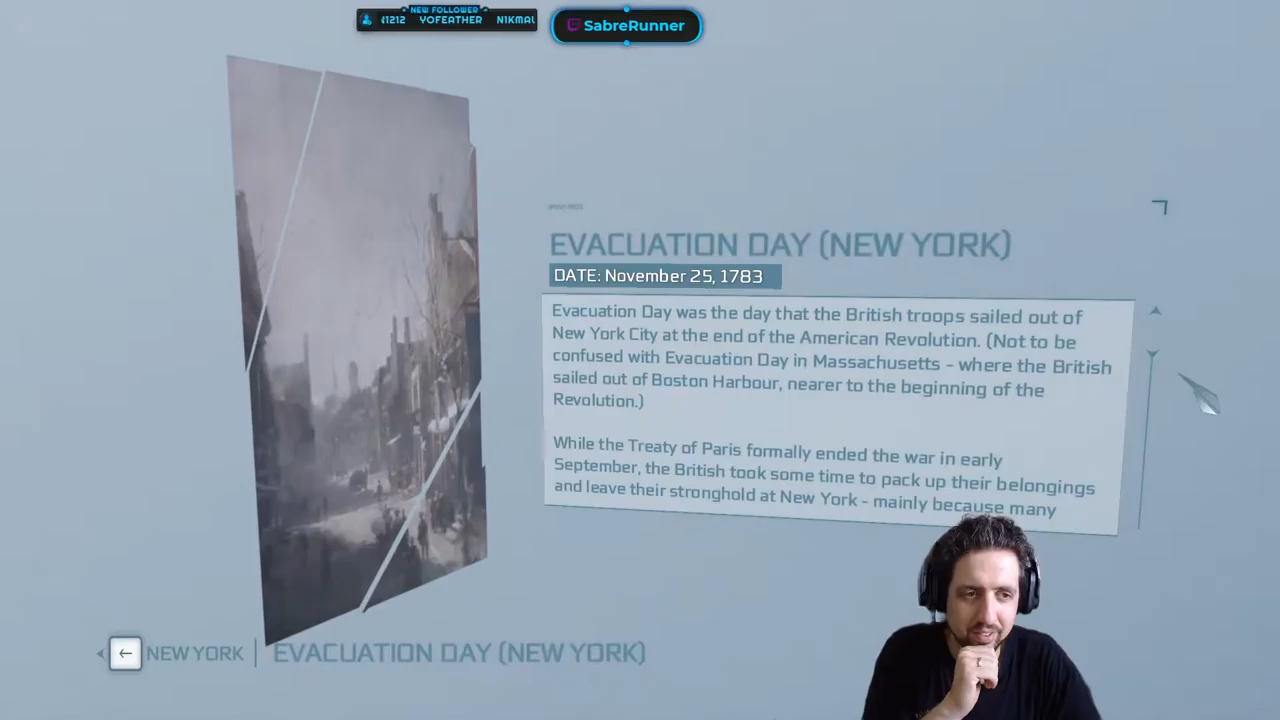 NEW FOLLOWER
1212 YOFEATHER N1KMAL
SabreRunner
EVACUATION DAY (NEW YORK)
DATE: November 25, 1783
Evacuation Day was the day that the British troops sailed out of
New York City at the end of the American Revolution. (Not to be
confused with Evacuation Day in Massachusetts - where the British
sailed out of Boston Harbour, nearer to the beginning of the
Revolution.)
While the Treaty of Paris formally ended the war in early
September, the British took some time to pack up their belongings
and leave their stronghold at New York - mainly because many
NEW YORK
EVACUATION DAY (NEW YORK)